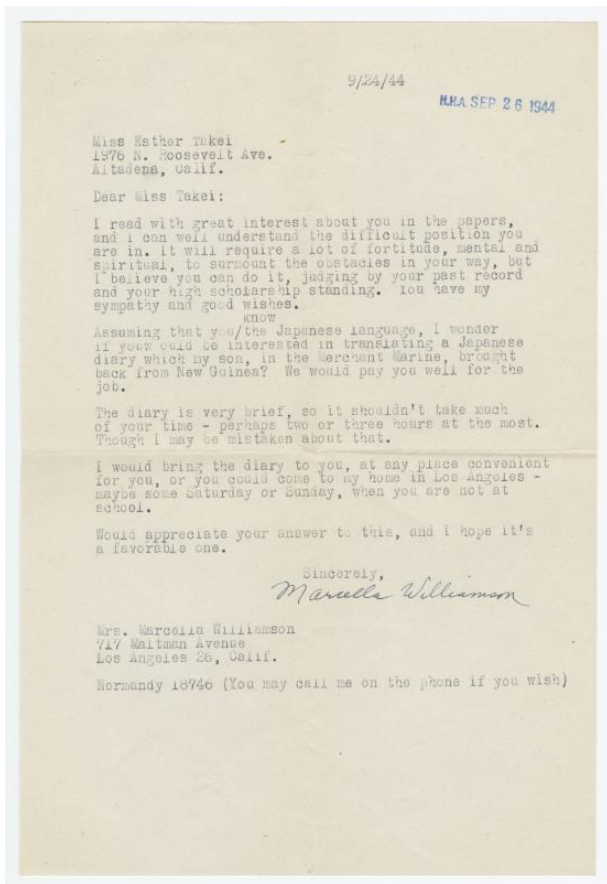 9/24/44
H.H.A. SEP 26 1944
Miss Esther Takei
1976 N. Roosevelt Ave.
Altadena, Calif.
Dear Miss Takei:
I read with great interest about you in the papers,
and i can well understand the difficult position you
are in. it will require a lot of fortitude, mental and
spiritual, to surmount the obstacles in your way, but
I believe you can do it, judging by your past record
and your high scholarship standing. You have my
sympathy and good wishes.
know
Assuming that you/the Japanese language, I wonder
if youw ould be interested in translating a Japanese
diary which my son, in the Merchant Marine, brought
back from New Guinea? We would pay you well for the
job.
The diary is very brief, so it shouldn't take much
of your time - perhaps two or three hours at the most.
Though I may be mistaken about that.
I would bring the diary to you, at any place convenient
for you, or you could come to my home in Los Angeles -
maybe some Saturday or Sunday, when you are not at
school.
Would appreciate your answer to this, and I hope it's
a favorable one.
Sincerely,
Marcella Williamson
Mrs. Marcella Williamson
717 Maltman Avenue
Los Angeles 26, Calif.
Normandy 18746 (You may call me on the phone if you wish)